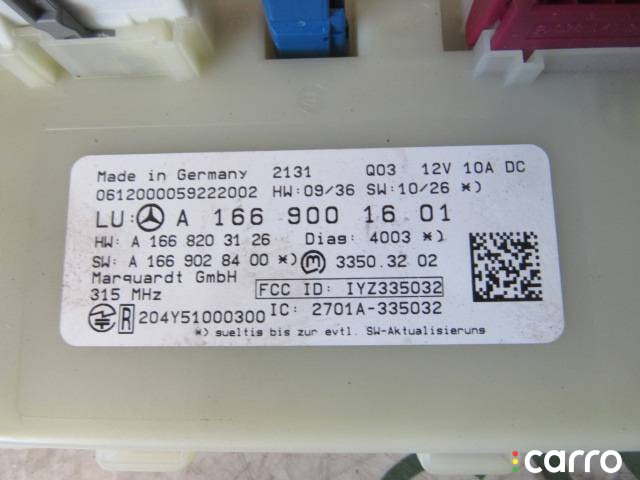 Made in Germany 2131 Q03 12V 10A DC
0612000059222002 HW:09/36 SW:10/26 *)
LU: A 166 900 16 01
HW: A 166 820 31 26 Diag: 4003 *)
SW: A 166 902 84 00 *) m 3350.32 02
Marquardt GmbH
315 MHz
FCC ID: IYZ335032
R 204Y51000300 IC: 2701A-335032
*) gueltig bis zur evtl. SW-Aktualisierung
carro